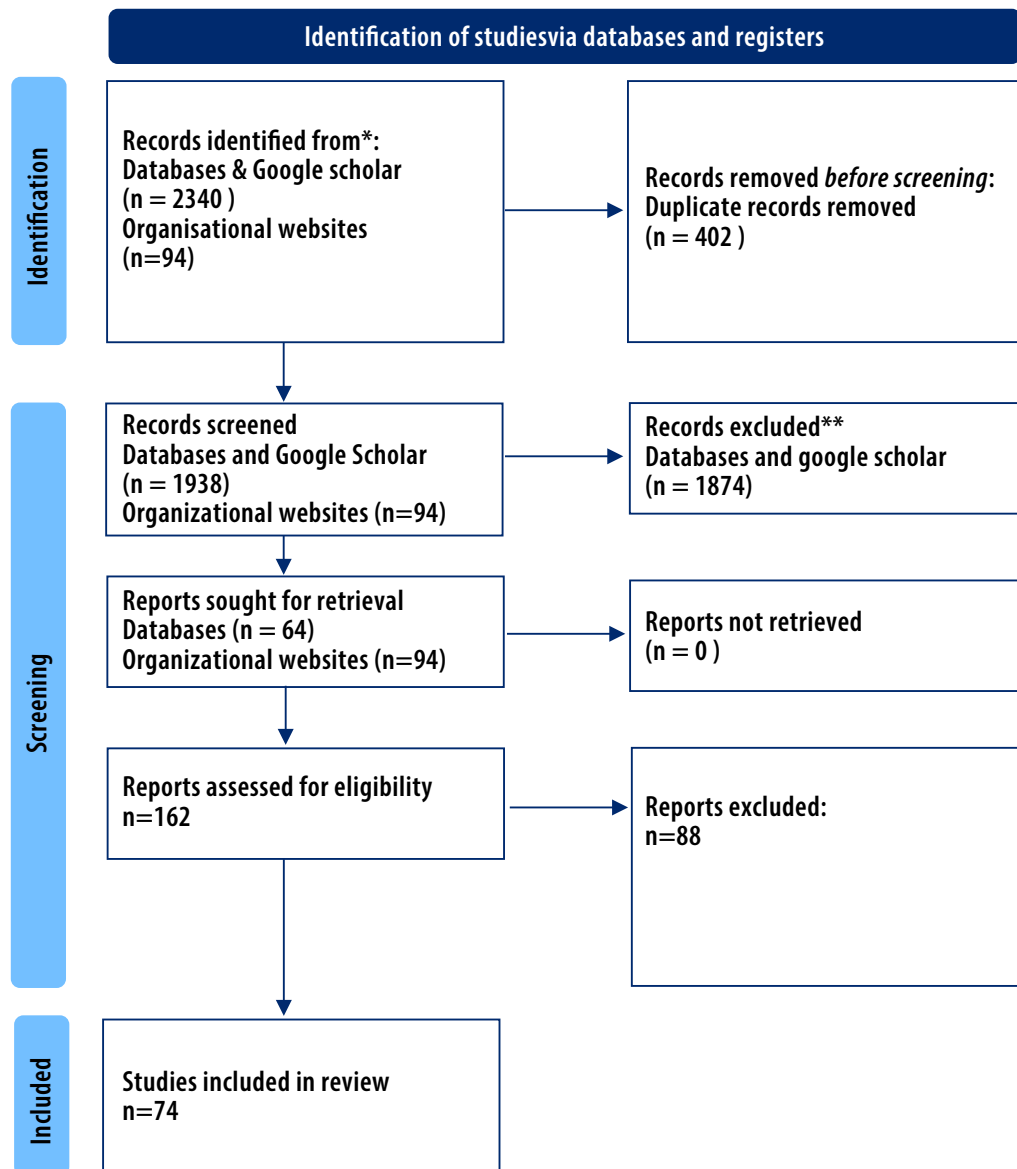 Identification of studiesvia databases and registers
Identification
Records identified from*:
Databases & Google scholar
(n = 2340 )
Organisational websites
(n=94)
Records removed before screening:
Duplicate records removed
(n = 402 )
Screening
Records screened
Databases and Google Scholar
(n = 1938)
Organizational websites (n=94)
Records excluded**
Databases and google scholar
(n = 1874)
Reports sought for retrieval
Databases (n = 64)
Organizational websites (n=94)
Reports not retrieved
(n = 0 )
Reports assessed for eligibility
n=162
Reports excluded:
n=88
Included
Studies included in review
n=74